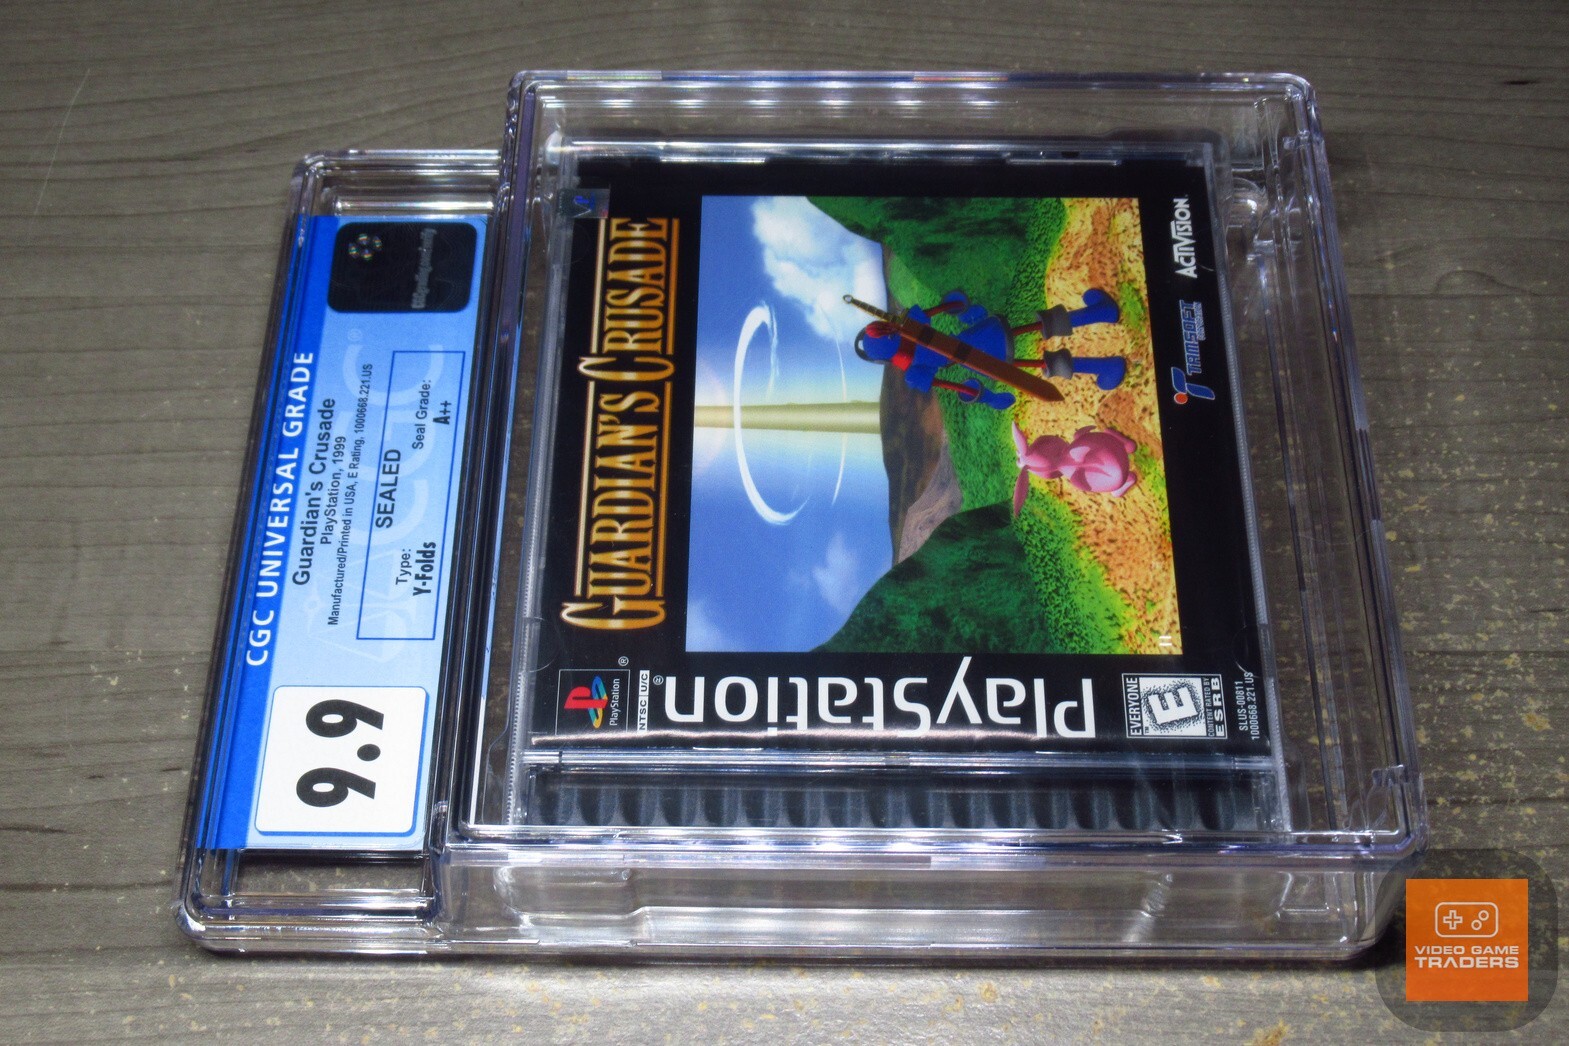 CGC UNIVERSAL GRADE
Guardian's Crusade
PlayStation, 1999
Manufactured/Printed in USA, E Rating, 1000668.221.US
SEALED
Type:
Y-Folds
Seal Grade:
A++
9.9
GUARDIAN'S CRUSADE
PlayStation
®
NTSC U/C
PlayStation®
EVERYONE
E
CONTENT RATED BY
ESRB
SLUS-00811
1000668.221.US
ACTIVISION.
TAMSOFT
VIDEO GAME
TRADERS